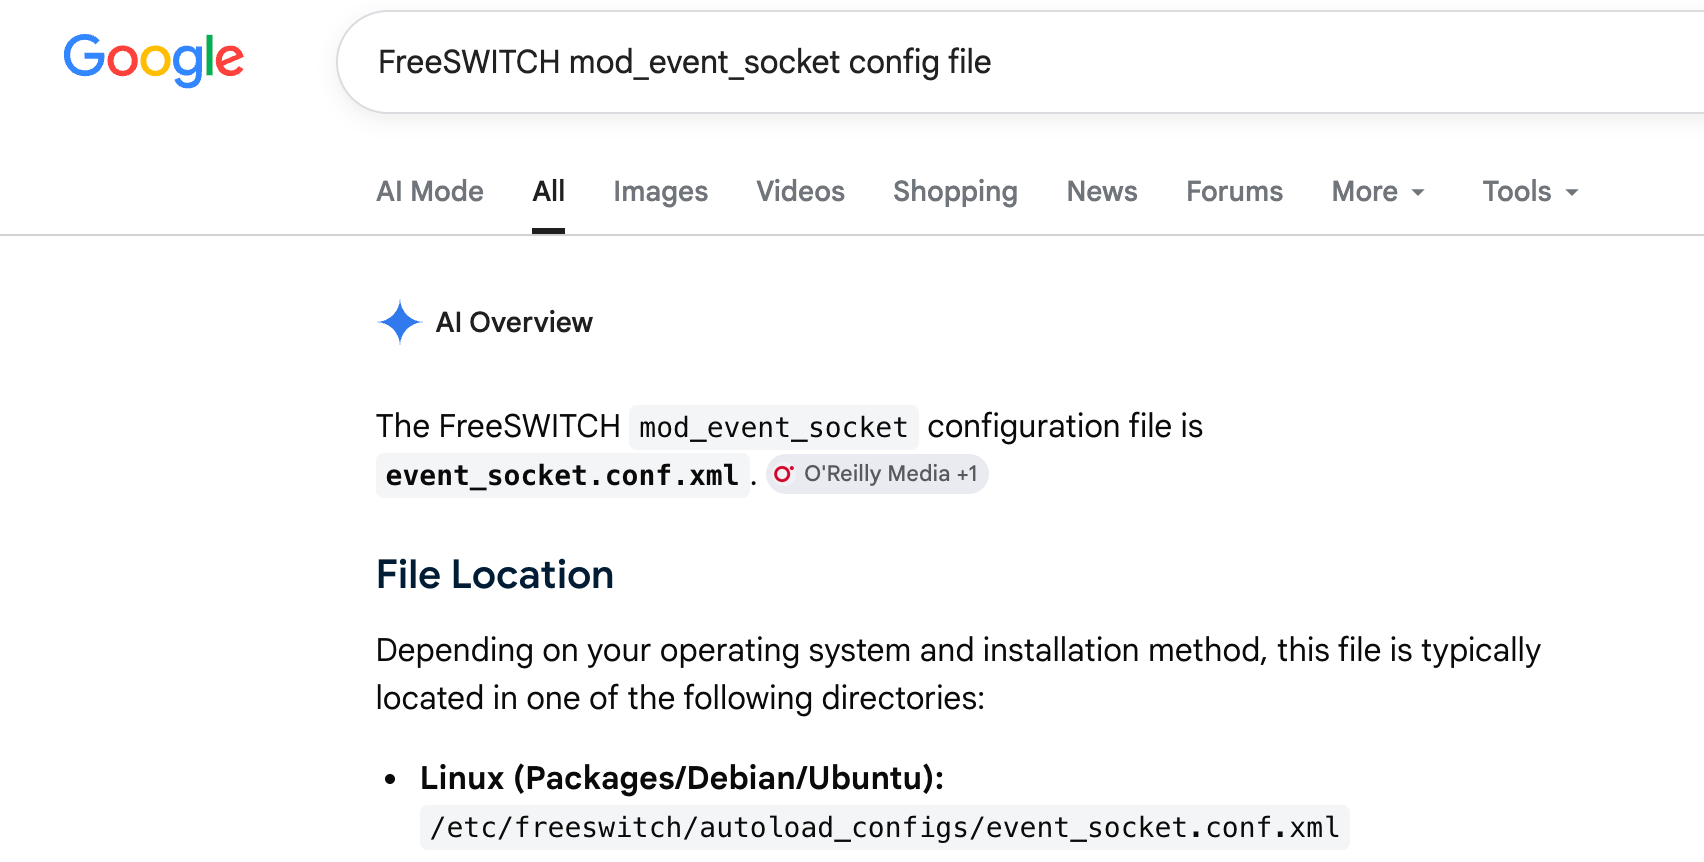 Google
FreeSWITCH mod_event_socket config file
AI Mode All Images Videos Shopping News Forums More Tools
AI Overview
The FreeSWITCH mod_event_socket configuration file is
event_socket.conf.xml. O'Reilly Media +1
File Location
Depending on your operating system and installation method, this file is typically
located in one of the following directories:
• Linux (Packages/Debian/Ubuntu):
/etc/freeswitch/autoload_configs/event_socket.conf.xml